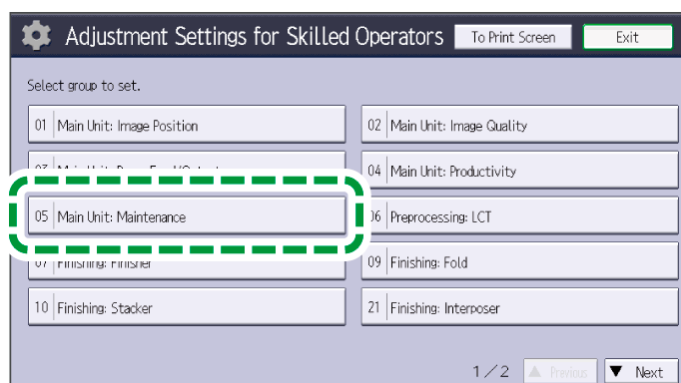 Adjustment Settings for Skilled Operators To Print Screen Exit
Select group to set.
01 Main Unit: Image Position
02 Main Unit: Image Quality
04 Main Unit: Productivity
05 Main Unit: Maintenance
06 Preprocessing: LCT
07 Finishing: Finisher
09 Finishing: Fold
10 Finishing: Stacker
21 Finishing: Interposer
1/2 ▲ Previous ▼ Next